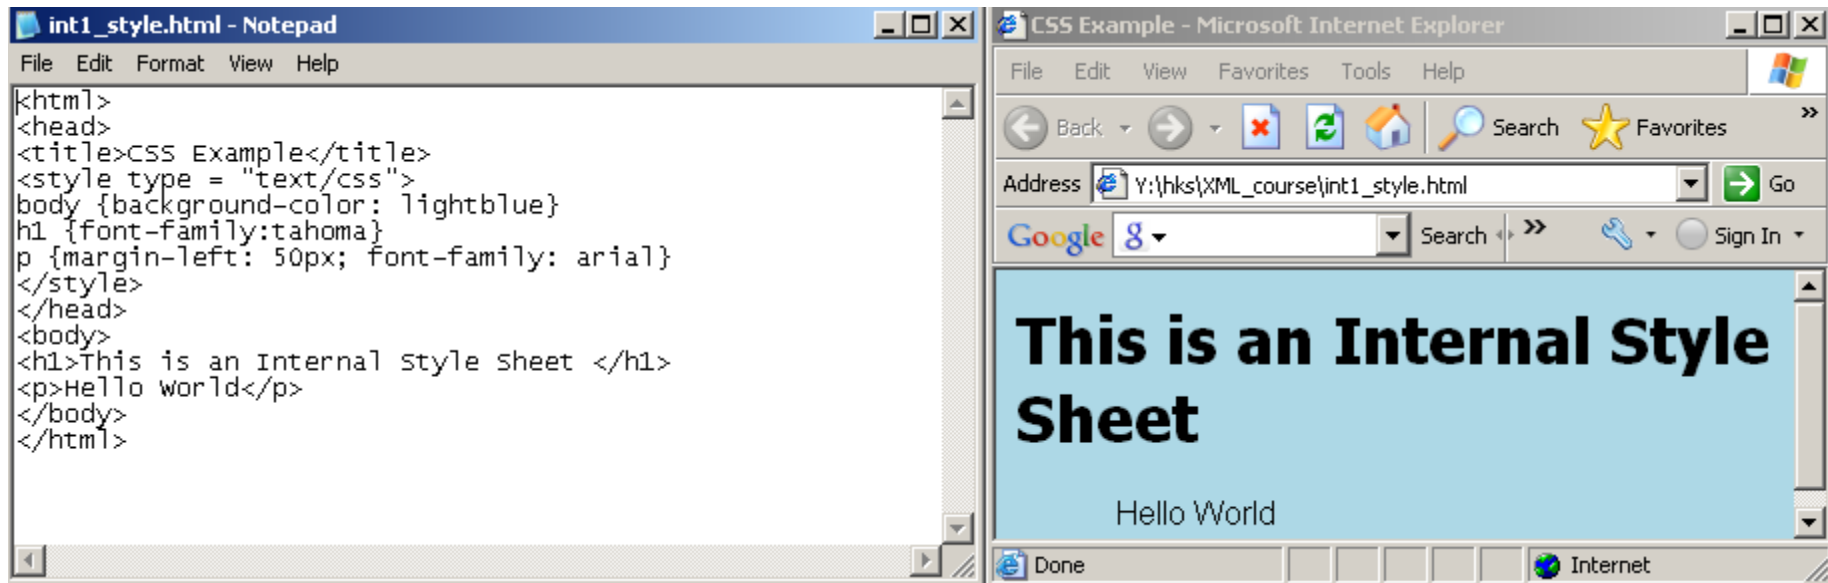 int1_style.html - Notepad
File Edit Format View Help
<html>
<head>
<title>CSS Example</title>
<style type = "text/css">
body {background-color: lightblue}
h1 {font-family:tahoma}
p {margin-left: 50px; font-family: arial}
</style>
</head>
<body>
<h1>This is an Internal Style Sheet </h1>
<p>Hello World</p>
</body>
</html>
CSS Example - Microsoft Internet Explorer
File Edit View Favorites Tools Help
Back Search Favorites »
Address Y:\hks\XML_course\int1_style.html Go
Google g Search » Sign In
This is an Internal Style
Sheet
Hello World
Done Internet